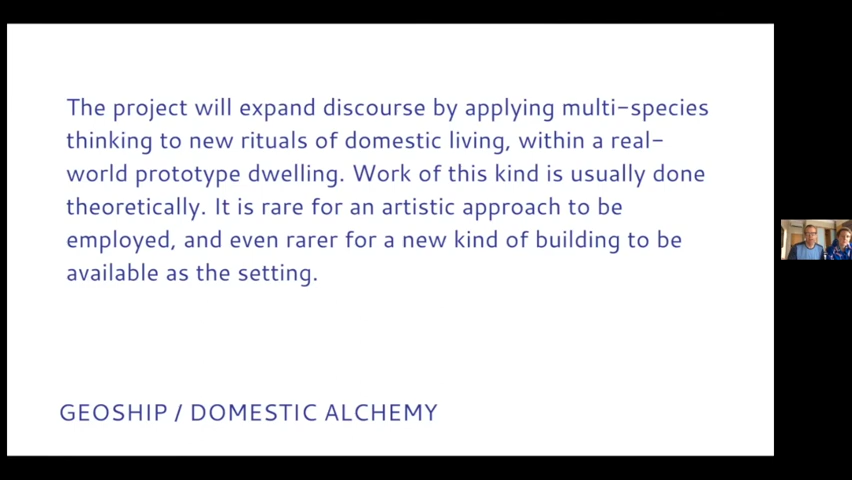 The project will expand discourse by applying multi-species
thinking to new rituals of domestic living, within a real-
world prototype dwelling. Work of this kind is usually done
theoretically. It is rare for an artistic approach to be
employed, and even rarer for a new kind of building to be
available as the setting.
GEOSHIP / DOMESTIC ALCHEMY